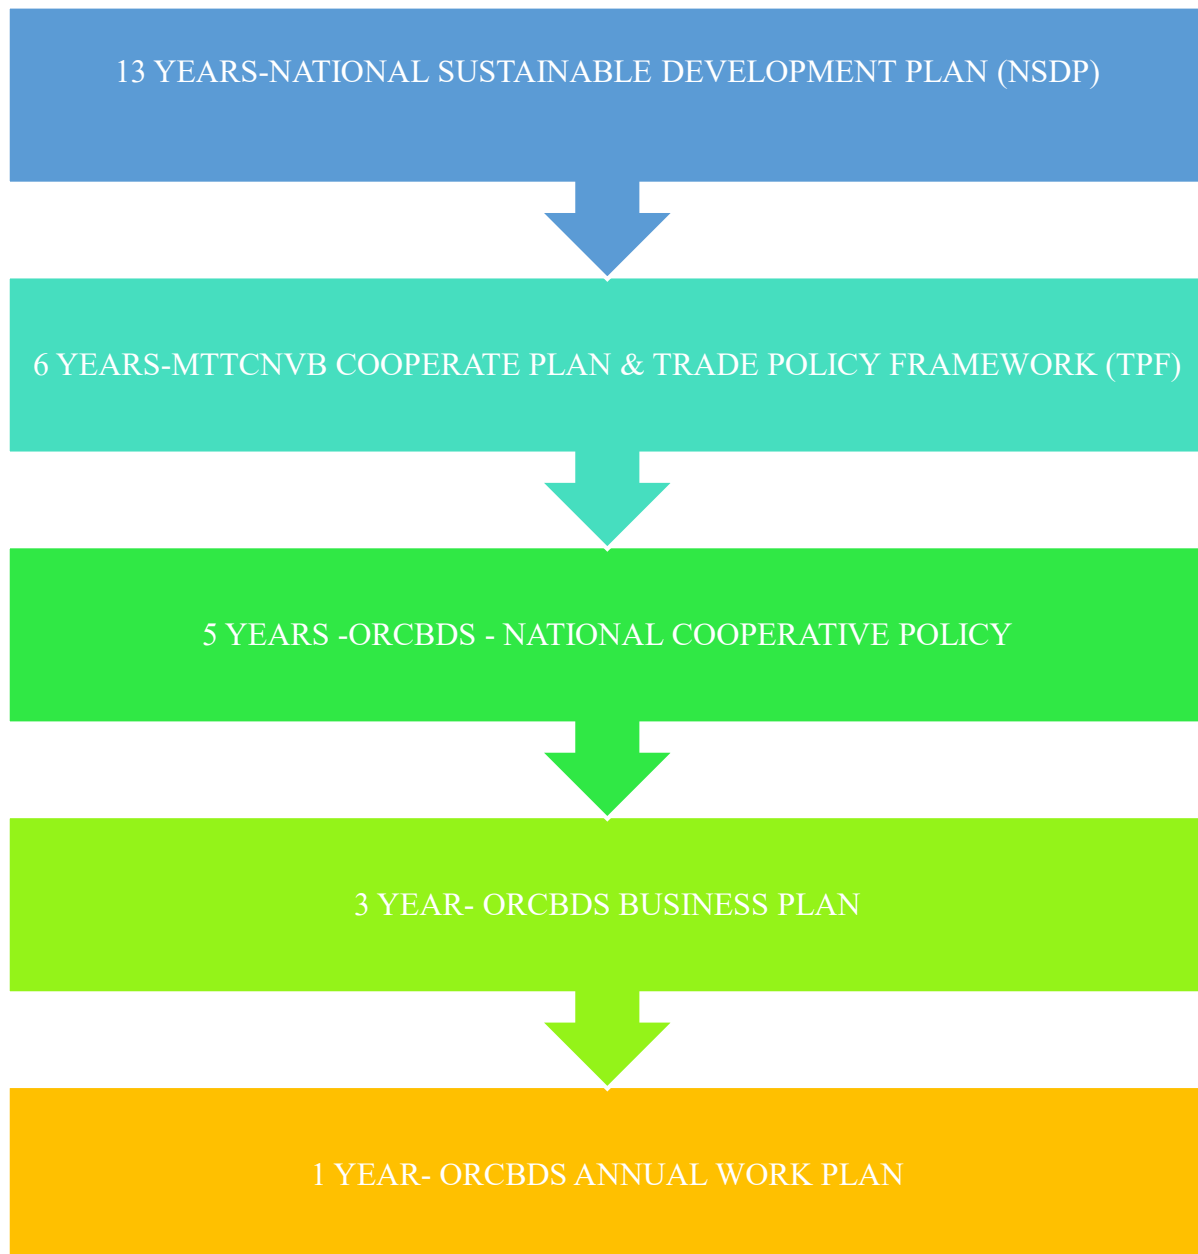 13 YEARS-NATIONAL SUSTAINABLE DEVELOPMENT PLAN (NSDP)
6 YEARS-MTTCNVB COOPERATE PLAN & TRADE POLICY FRAMEWORK (TPF)
5 YEARS -ORCBDS - NATIONAL COOPERATIVE POLICY
3 YEAR- ORCBDS BUSINESS PLAN
1 YEAR- ORCBDS ANNUAL WORK PLAN